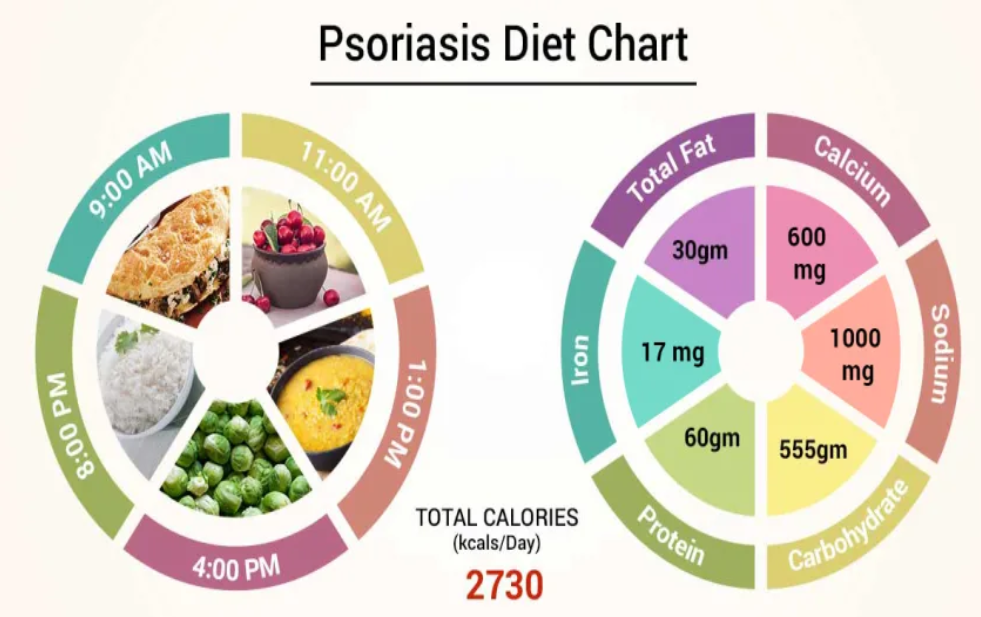 Psoriasis Diet Chart
9:00 AM
11:00 AM
1:00 PM
4:00 PM
8:00 PM
TOTAL CALORIES
(kcals/Day)
2730
Total Fat
30gm
Calcium
600
mg
Sodium
1000
mg
Carbohydrate
555gm
Protein
60gm
Iron
17 mg